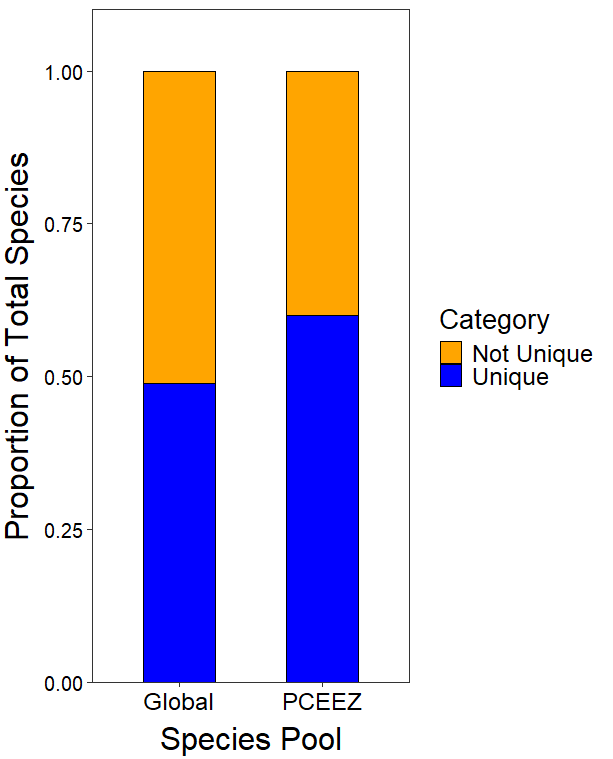 Proportion of Total Species
1.00
0.75
0.50
0.25
0.00
Global
PCEEZ
Species Pool
Category
Not Unique
Unique